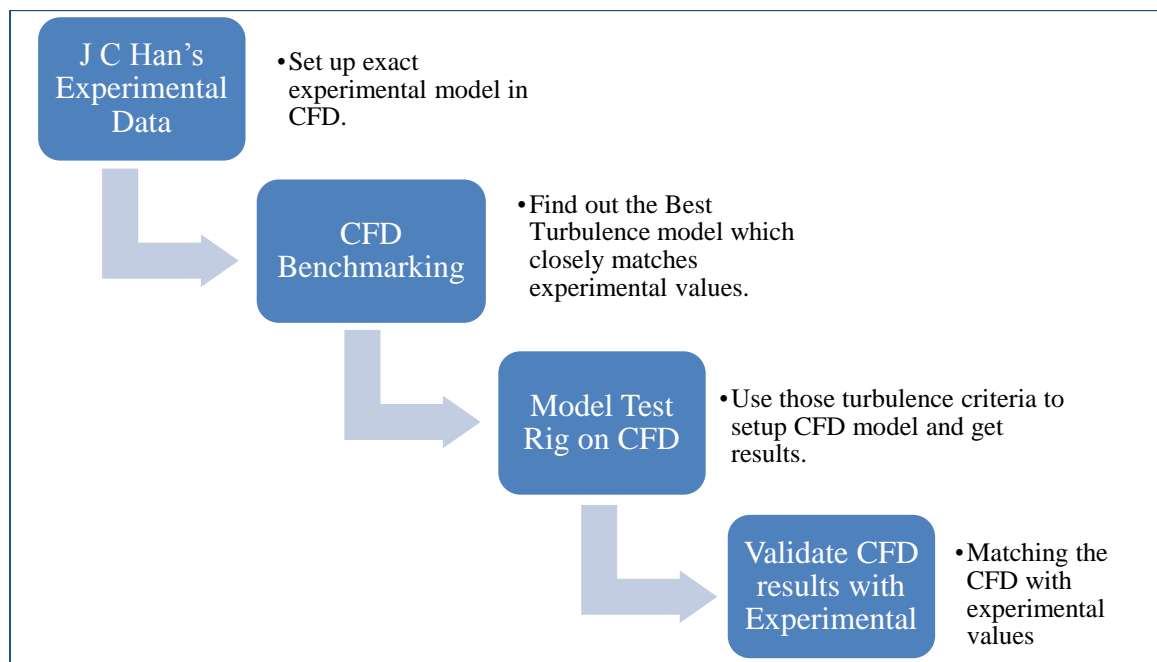 J C Han’s
Experimental
Data
•Set up exact
experimental model in
CFD.
CFD
Benchmarking
•Find out the Best
Turbulence model which
closely matches
experimental values.
Model Test
Rig on CFD
•Use those turbulence criteria to
setup CFD model and get
results.
Validate CFD
results with
Experimental
•Matching the
CFD with
experimental
values